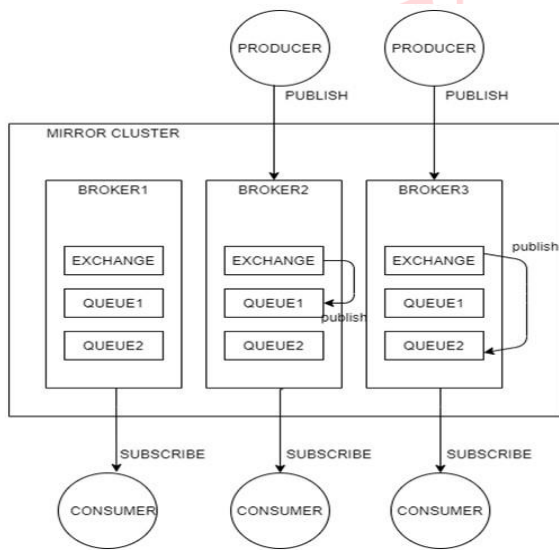 PRODUCER
PRODUCER
PUBLISH
PUBLISH
MIRROR CLUSTER
BROKER1
BROKER2
BROKER3
publish
EXCHANGE
EXCHANGE
EXCHANGE
QUEUE1
QUEUE1
QUEUE1
publish
QUEUE2
QUEUE2
QUEUE2
SUBSCRIBE
SUBSCRIBE
SUBSCRIBE
CONSUMER
CONSUMER
CONSUMER